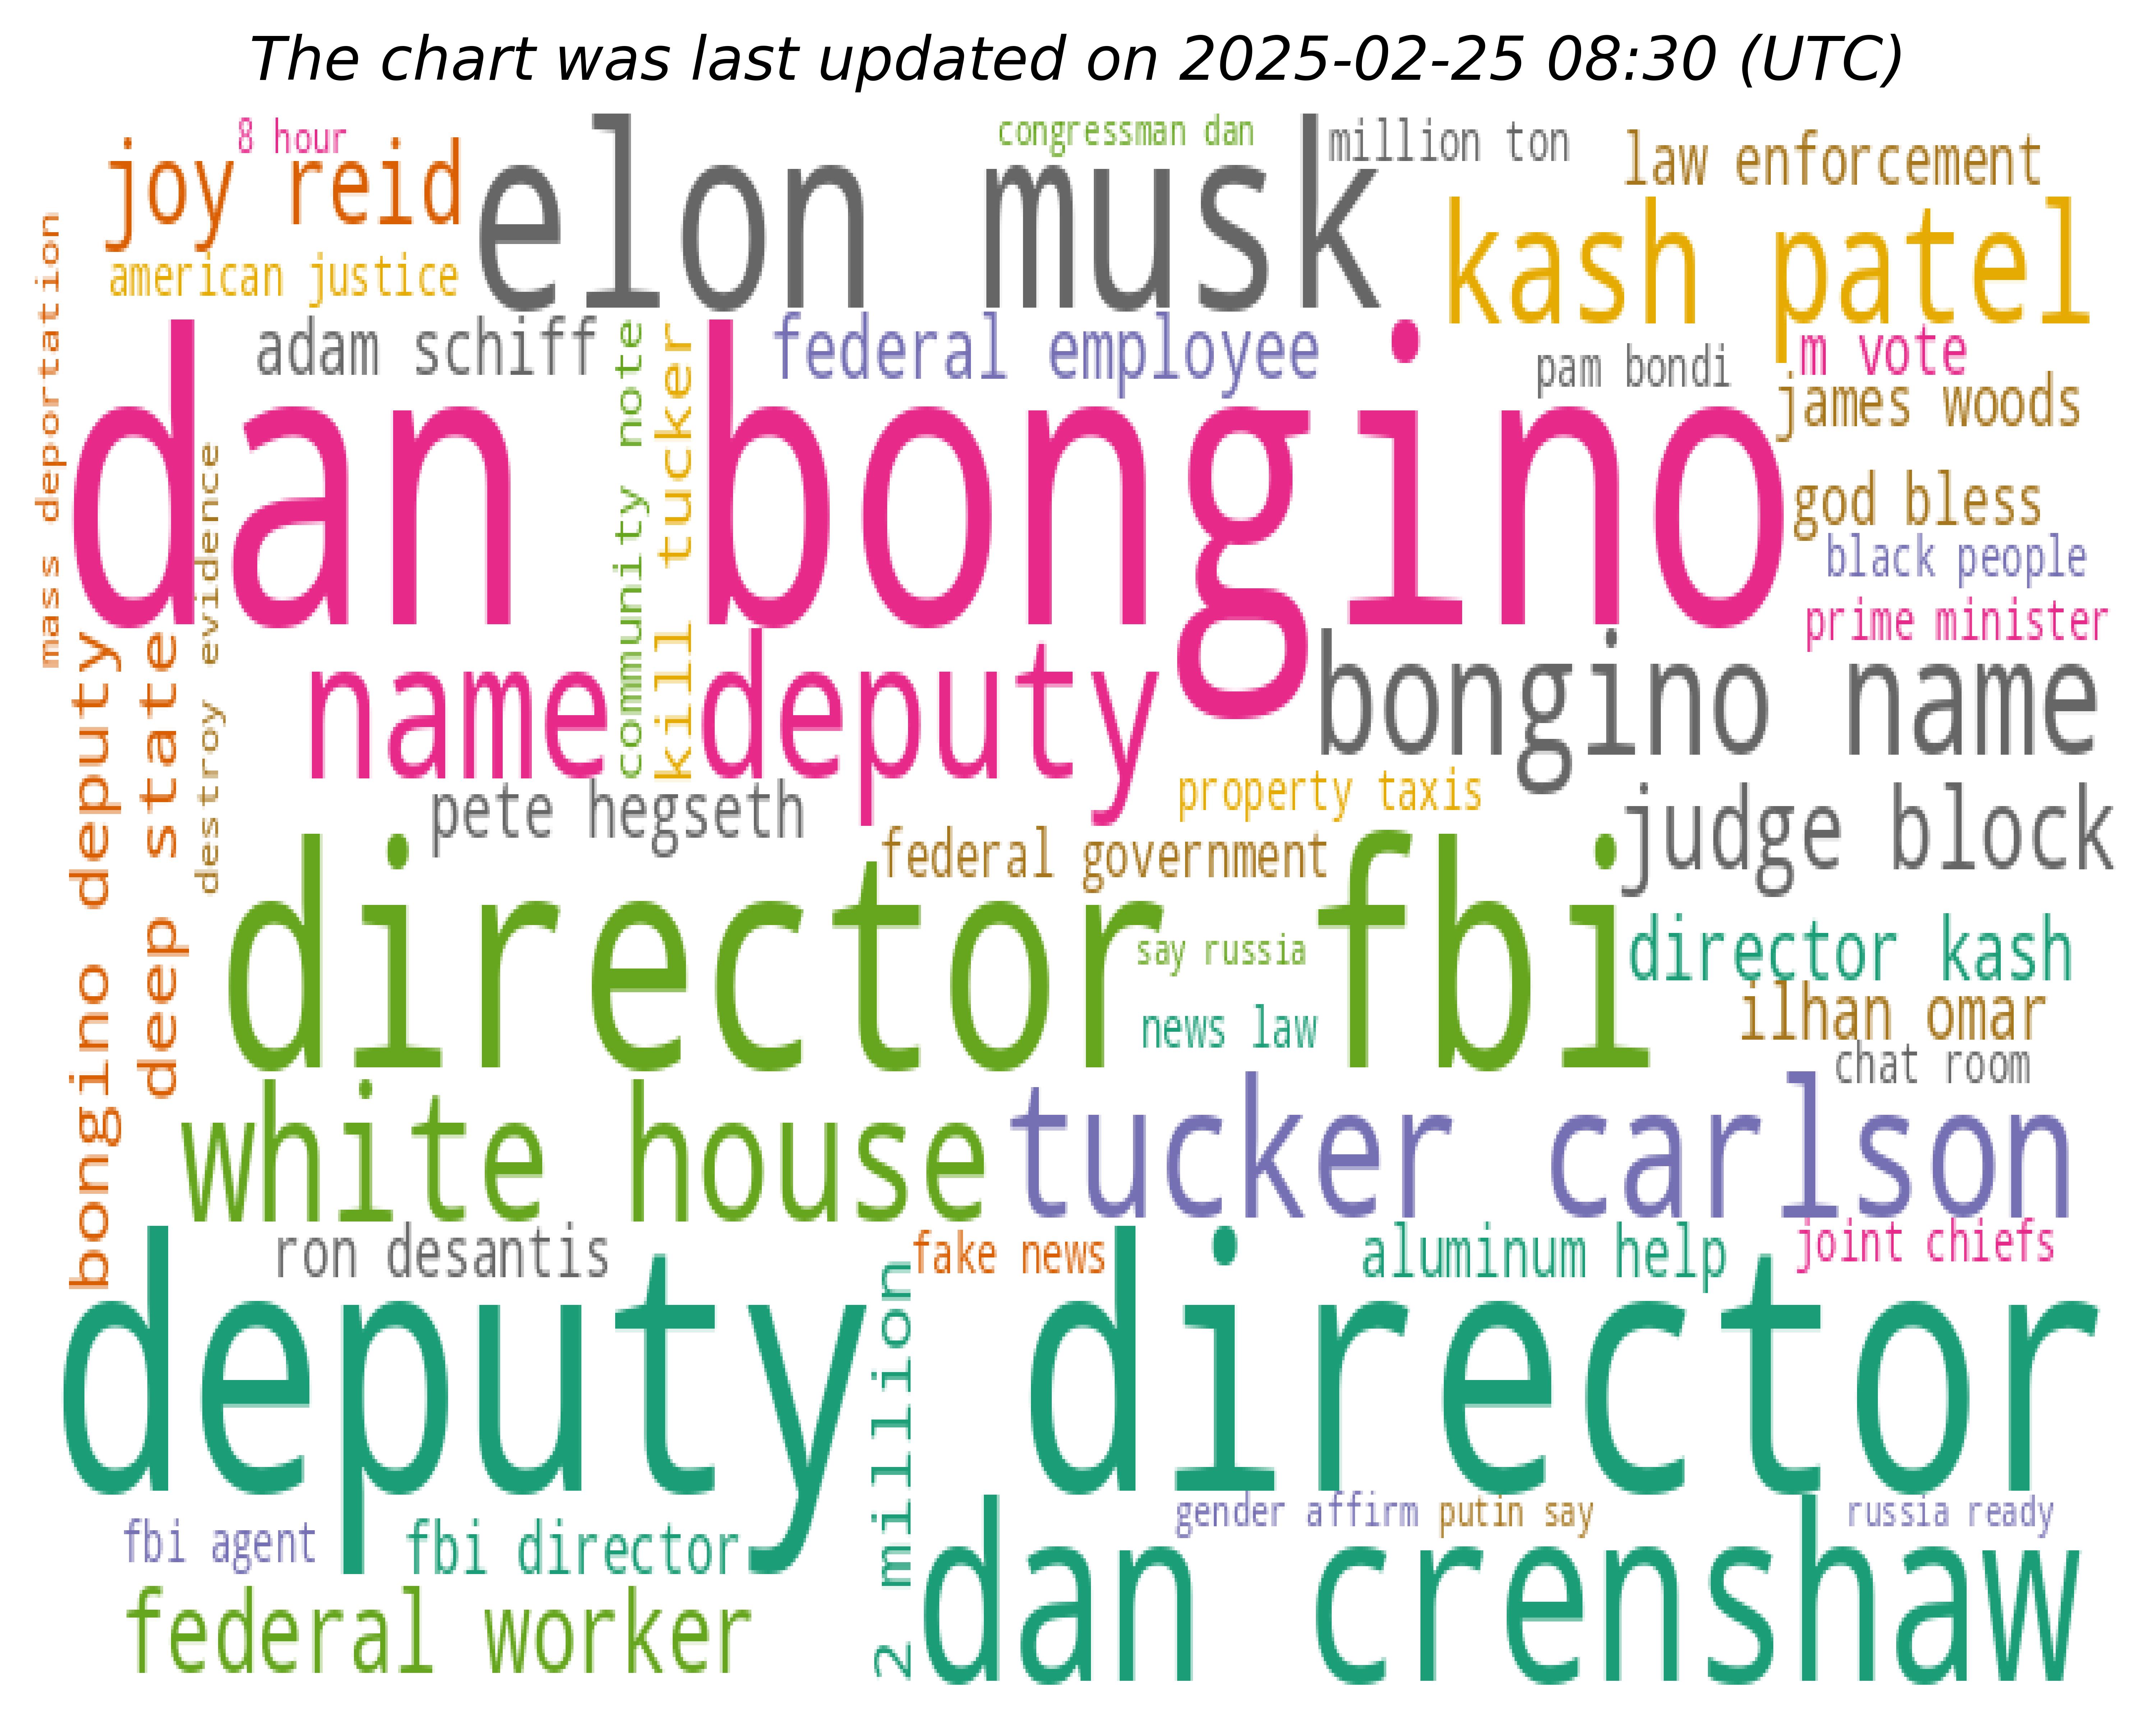 The chart was last updated on 2025-02-25 08:30 (UTC)
8 hour
congressman dan
million ton
law enforcement
joy reid
elon musk
kash patel
american justice
mass deportation
adam schiff
community note
kill tucker
federal employee
pam bondi
m vote
james woods
dan bongino
god bless
black people
prime minister
destroy evidence
bongino deputy
deep state
name deputy
bongino name
pete hegseth
property taxis
judge block
federal government
director fbi
say russia
director kash
news law
ilhan omar
chat room
white house
tucker carlson
ron desantis
fake news
aluminum help
joint chiefs
deputy director
2 million
gender affirm
putin say
russia ready
fbi agent
fbi director
dan crenshaw
federal worker